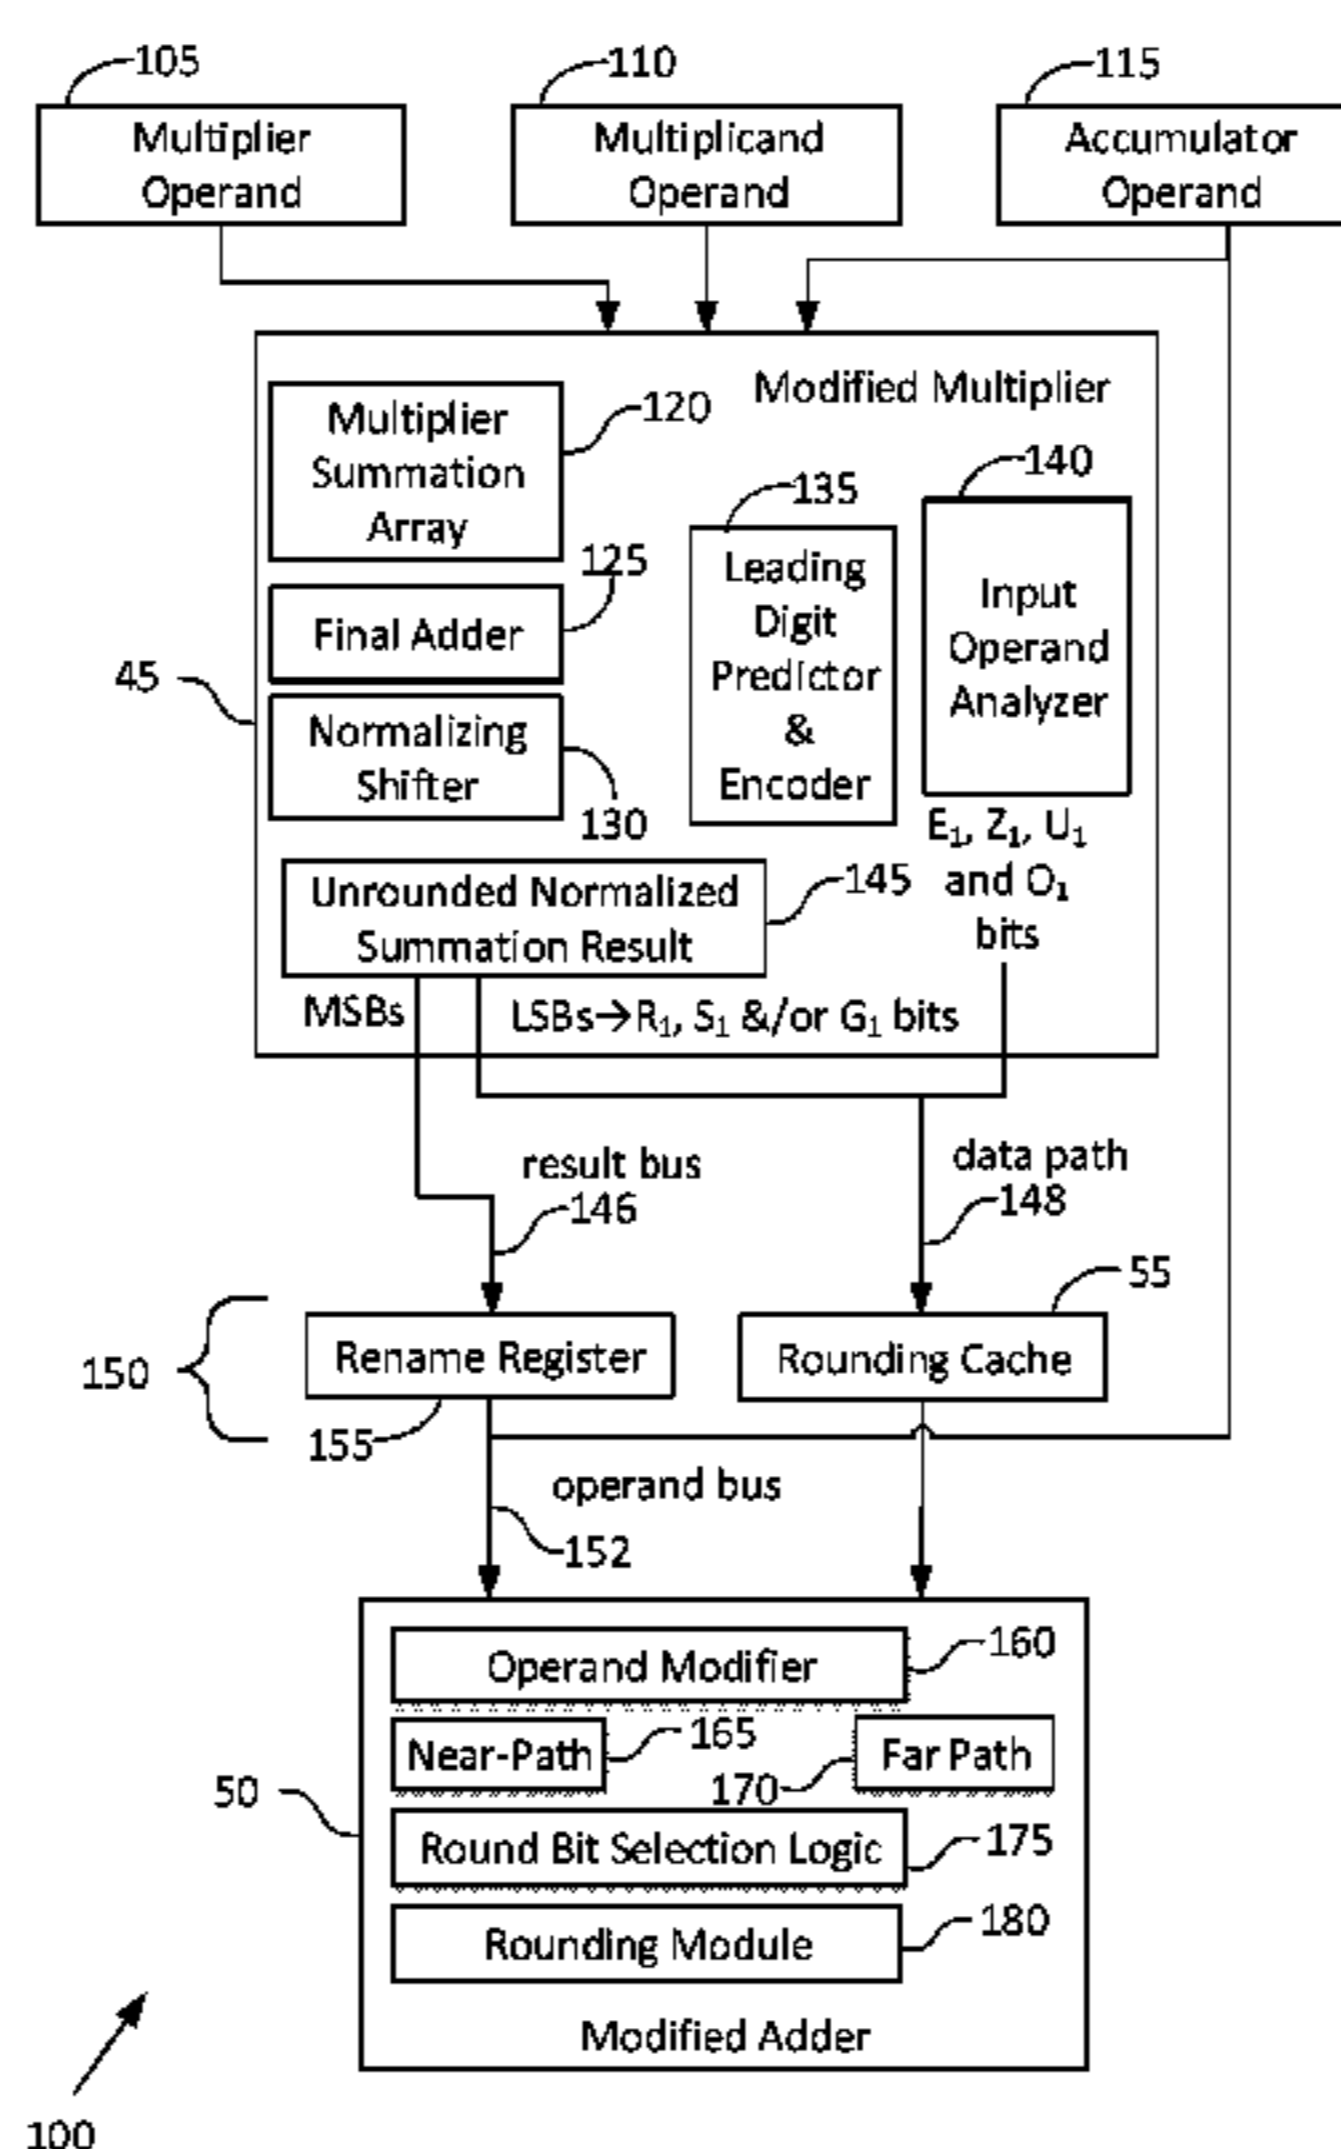 105
110
115
Multiplier
Operand
Multiplicand
Operand
Accumulator
Operand
Modified Multiplier
Multiplier
Summation
Array
120
125
Final Adder
45
Normalizing
Shifter
130
135
Leading
Digit
Predictor
&
Encoder
140
Input
Operand
Analyzer
E₁, Z₁, U₁
and O₁
bits
Unrounded Normalized
Summation Result
145
MSBs
LSBs→R₁, S₁ &/or G₁ bits
result bus
146
data path
148
55
150
Rename Register
155
Rounding Cache
operand bus
152
Operand Modifier
160
Near-Path
165
170
Far Path
50
Round Bit Selection Logic
175
Rounding Module
180
Modified Adder
100